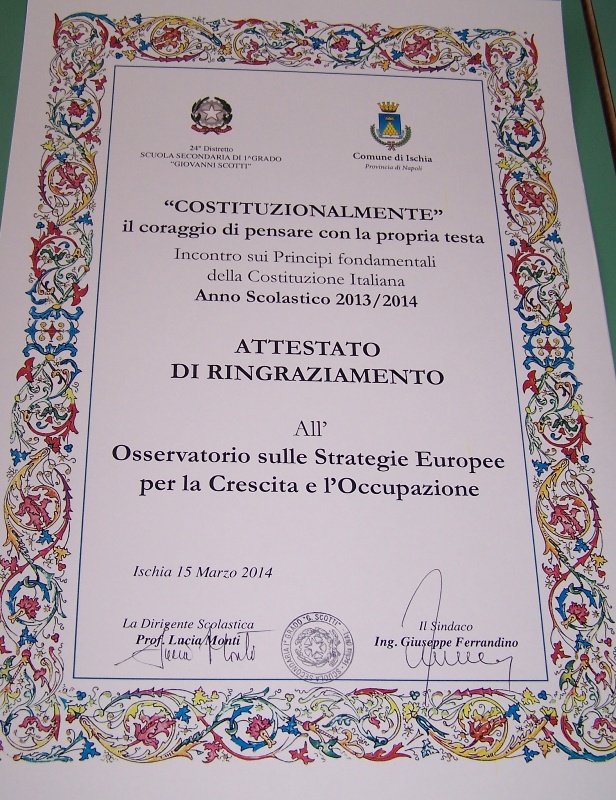 24° Distretto
SCUOLA SECONDARIA DI 1^GRADO
"GIOVANNI SCOTTI"
Comune di Ischia
Provincia di Napoli
"COSTITUZIONALMENTE"
il coraggio di pensare con la propria testa
Incontro sui Principi fondamentali
della Costituzione Italiana
Anno Scolastico 2013/2014
ATTESTATO
DI RINGRAZIAMENTO
All'
Osservatorio sulle Strategie Europee
per la Crescita e l'Occupazione
Ischia 15 Marzo 2014
La Dirigente Scolastica
Prof. Lucia Monti
Lucia Monti
Il Sindaco
Ing. Giuseppe Ferrandino
"G. SCOTTI"